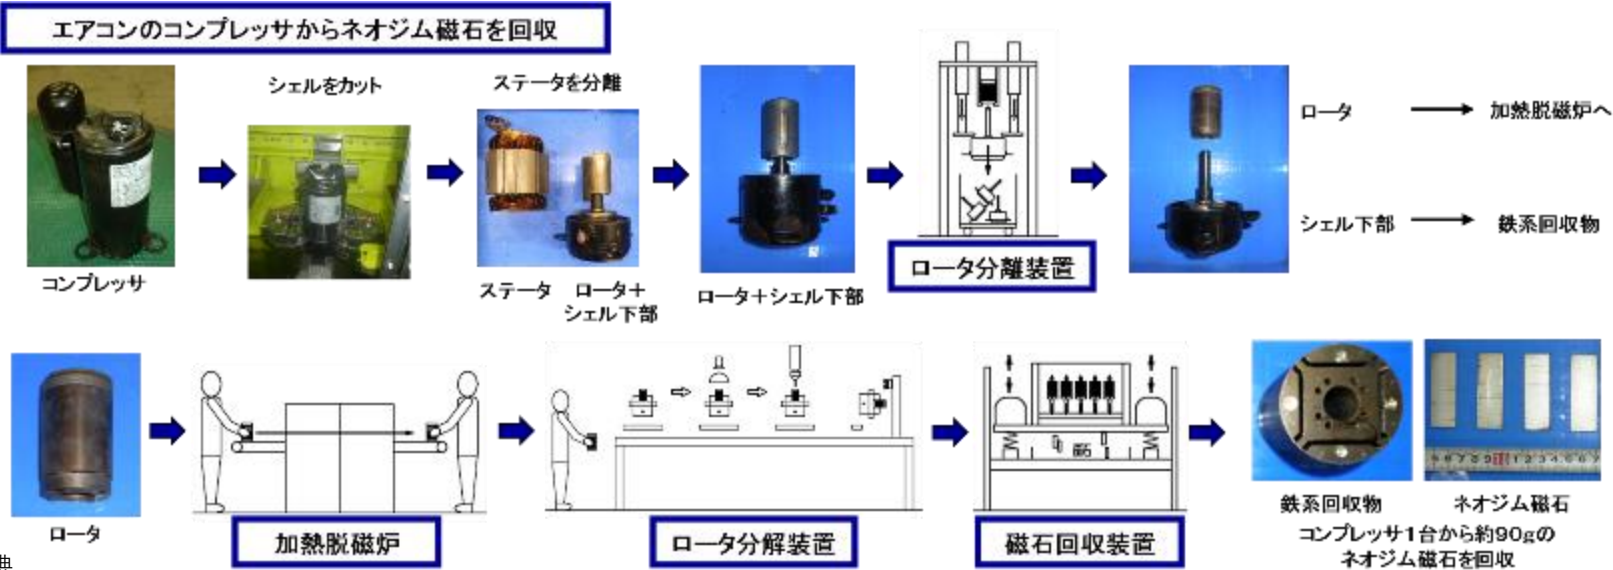 エアコンのコンプレッサからネオジム磁石を回収
シェルをカット
ステータを分離
コンプレッサ
ステータ
ロータ+
シェル下部
ロータ+シェル下部
ロータ分離装置
ロータ
加熱脱磁炉へ
シェル下部
鉄系回収物
ロータ
加熱脱磁炉
ロータ分解装置
磁石回収装置
鉄系回収物
ネオジム磁石
コンプレッサ1台から約90gの
ネオジム磁石を回収
典